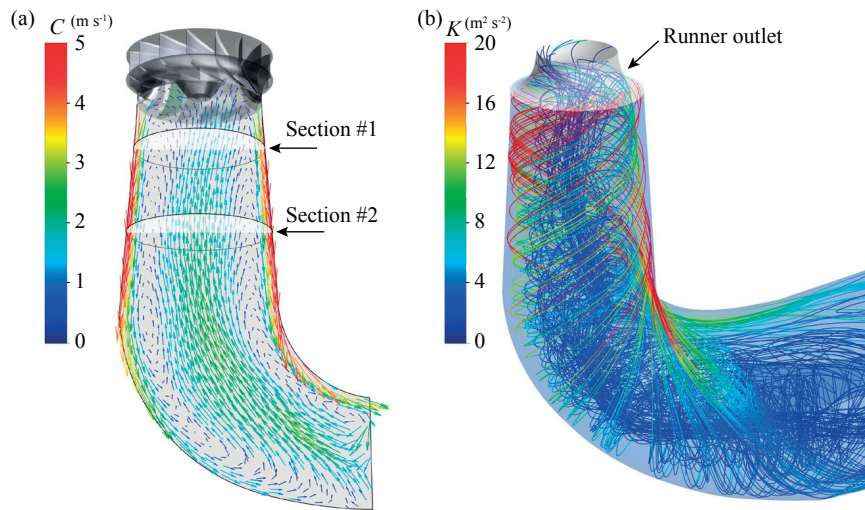 (a)
C (m s⁻¹)
5
4
3
2
1
0
Section #1
Section #2
(b)
K (m² s⁻²)
20
16
12
8
4
0
Runner outlet